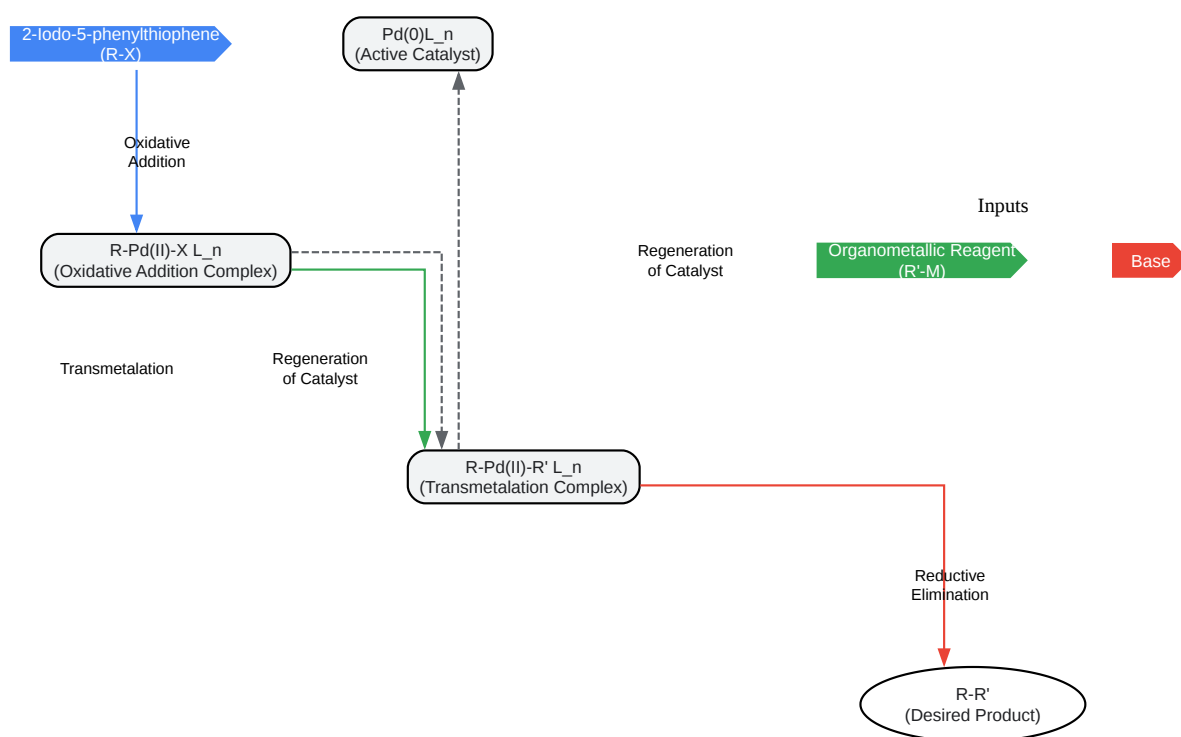 2-Iodo-5-phenylthiophene
(R-X)
Pd(0)L_n
(Active Catalyst)
Oxidative
Addition
Inputs
R-Pd(II)-X L_n
(Oxidative Addition Complex)
Regeneration
of Catalyst
Organometallic Reagent
(R'-M)
Base
Transmetalation
Regeneration
of Catalyst
R-Pd(II)-R' L_n
(Transmetalation Complex)
Reductive
Elimination
R-R'
(Desired Product)